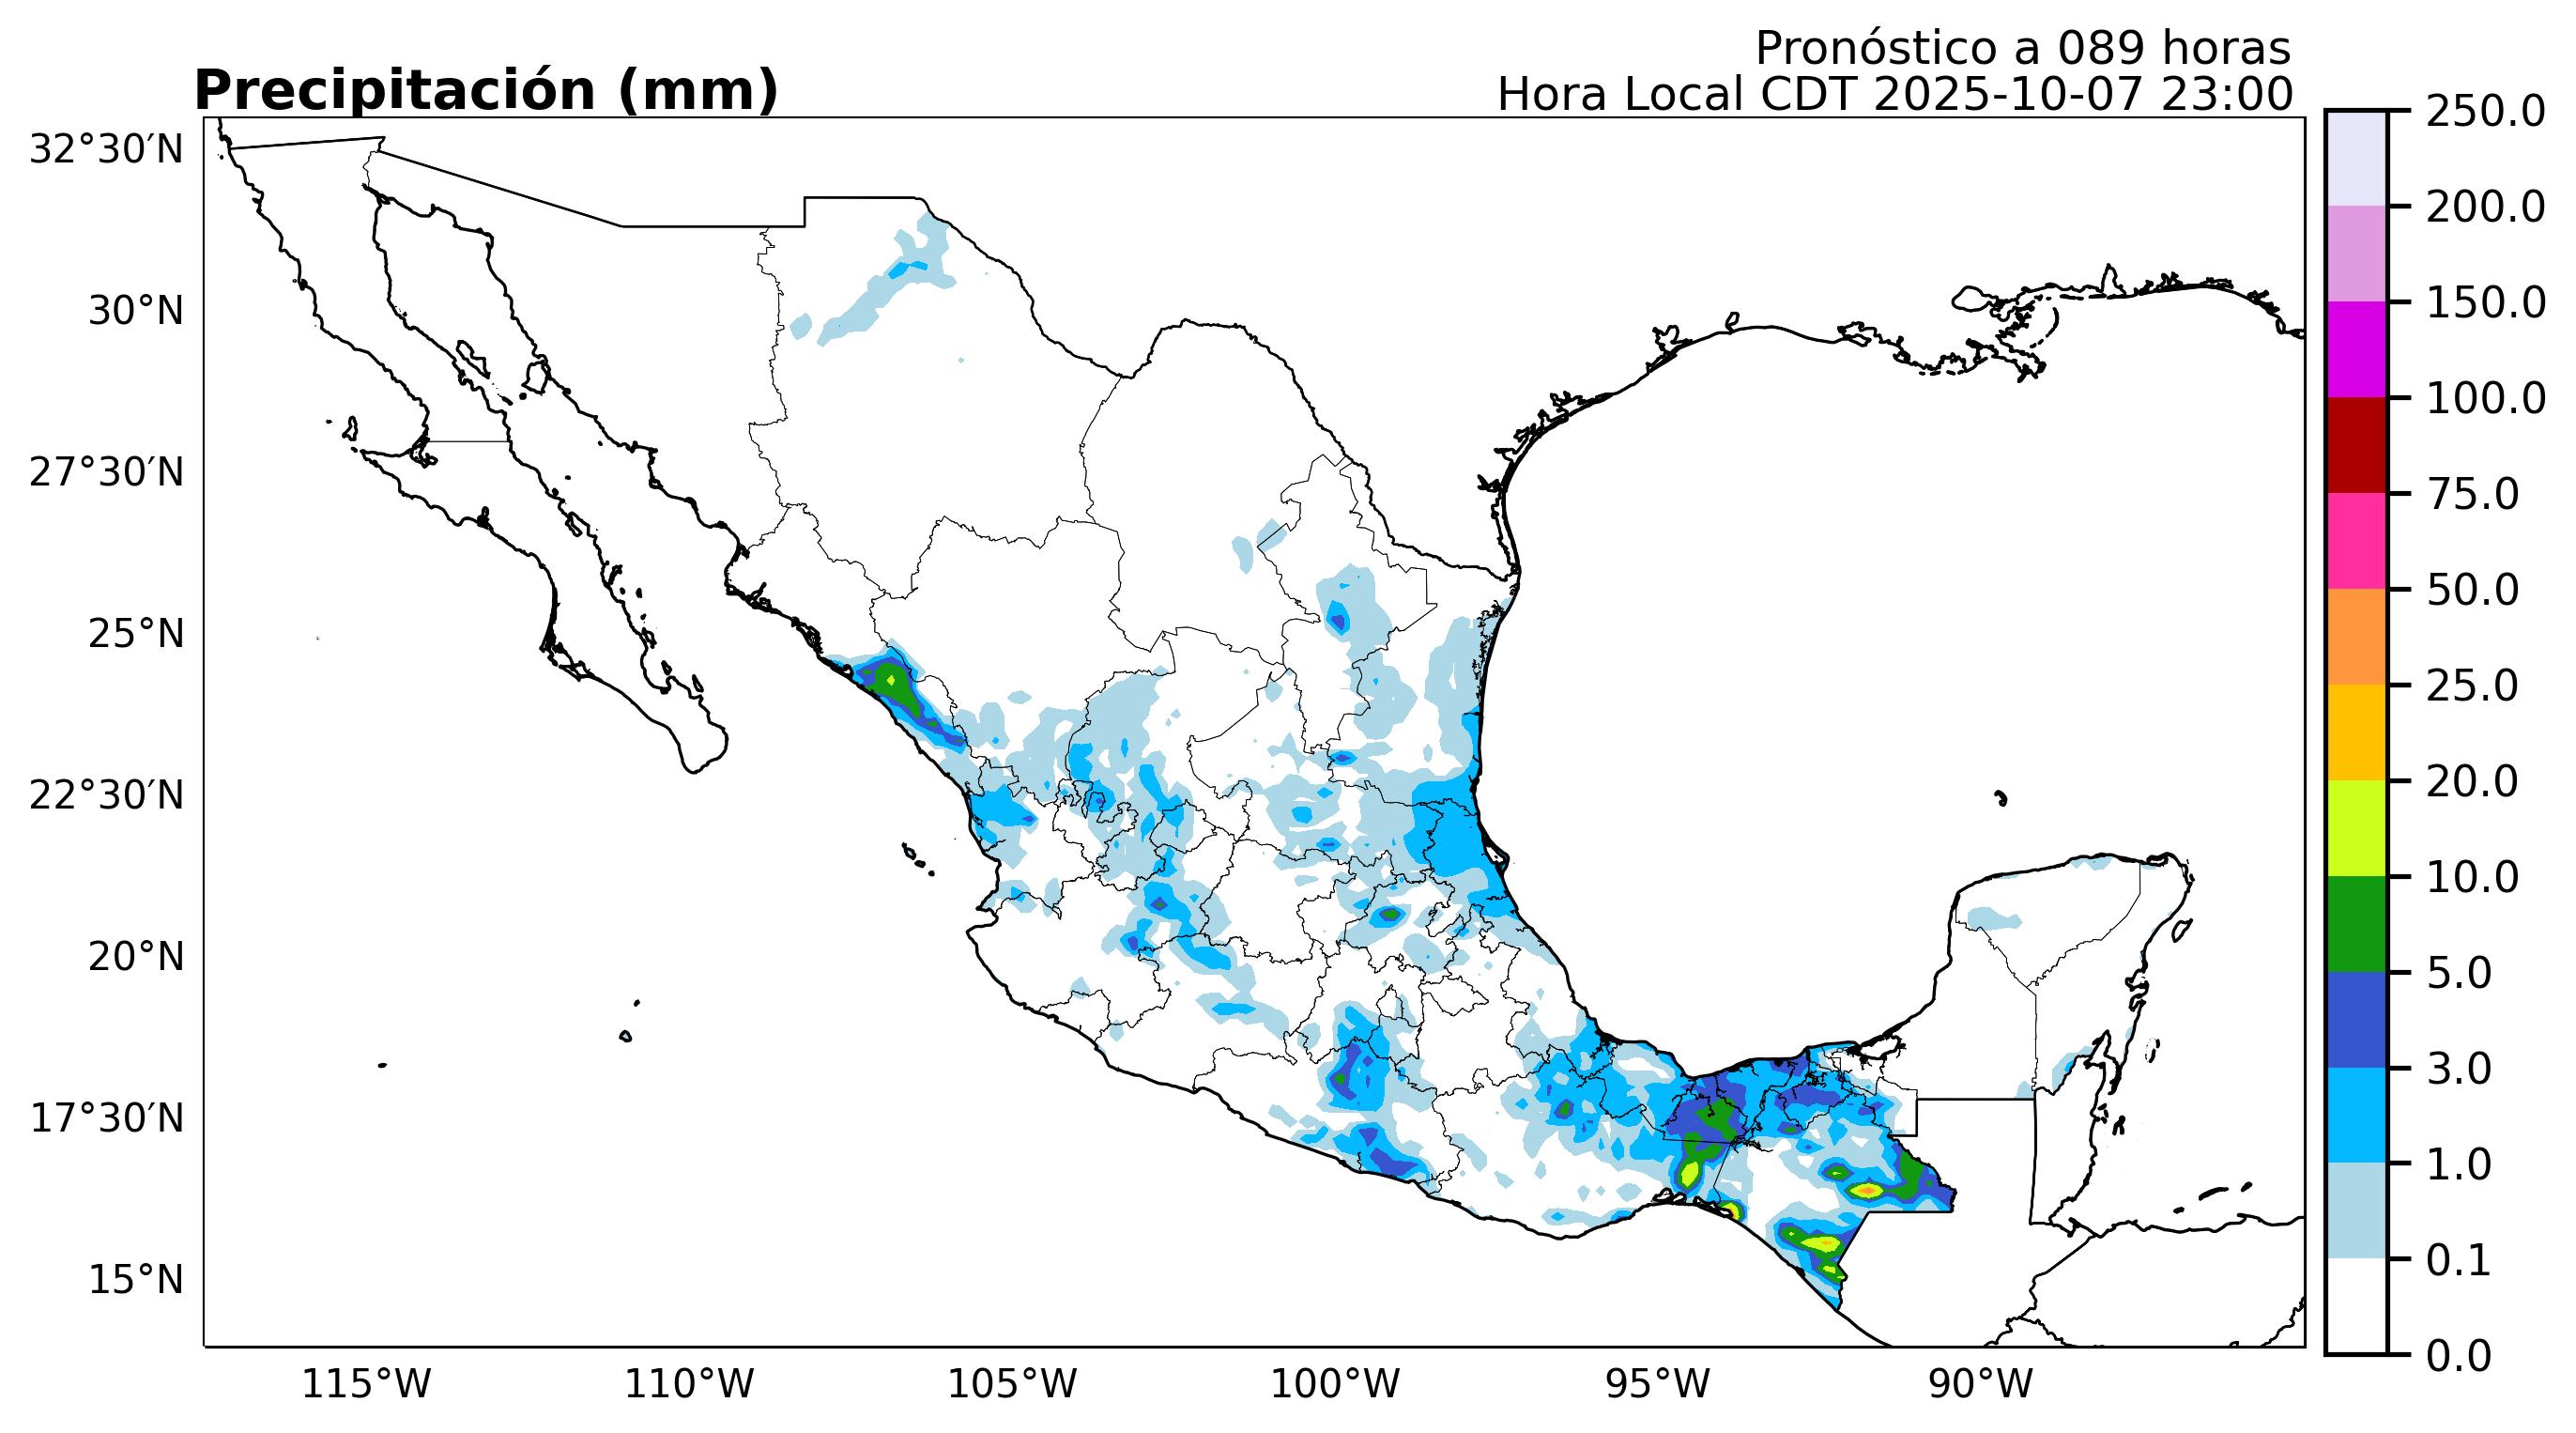 Pronóstico a 089 horas
Precipitación (mm)
Hora Local CDT 2025-10-07 23:00
32°30′N
30°N
27°30′N
25°N
22°30′N
20°N
17°30′N
15°N
115°W
110°W
105°W
100°W
95°W
90°W
250.0
200.0
150.0
100.0
75.0
50.0
25.0
20.0
10.0
5.0
3.0
1.0
0.1
0.0